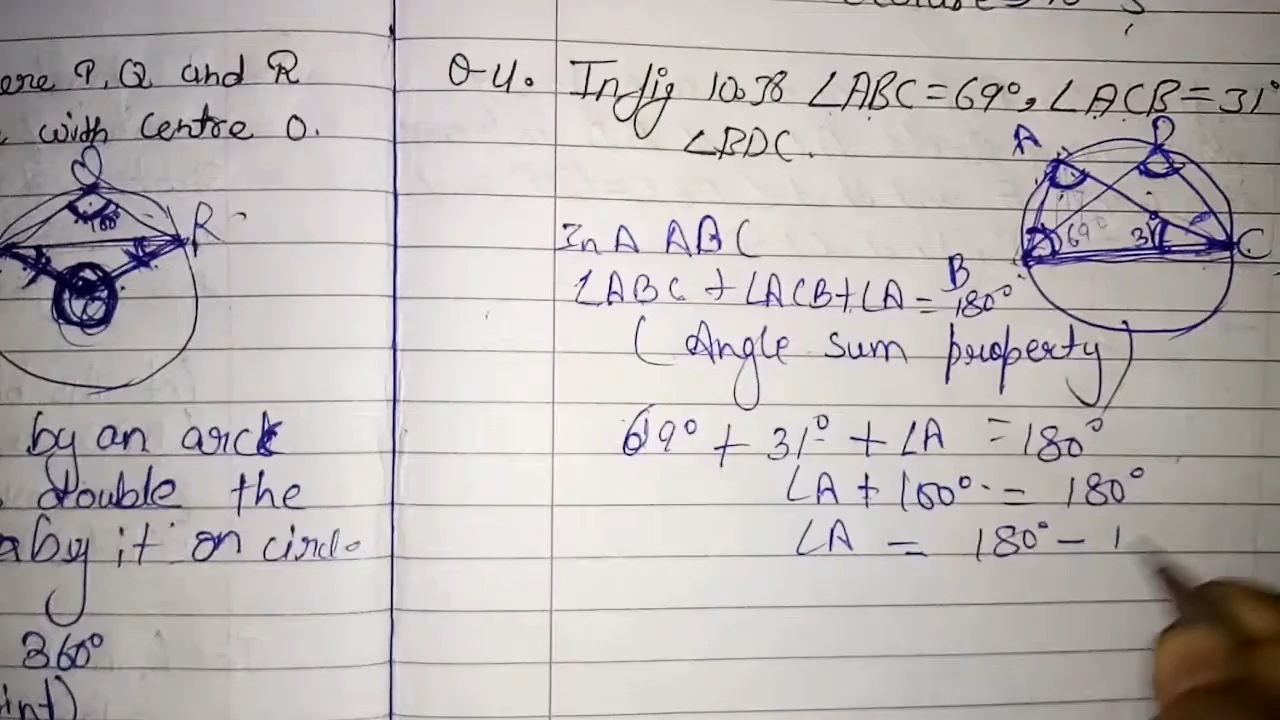 ere P, Q and R
with Centre O.
Q
R
100°
by an arc
double the
by it on circle
360°
int)
Q-4. In fig 10.38 ∠ABC=69°, ∠ACB=31°
∠BDC.
A
D
69°
31
B
C
In Δ ABC
∠ABC + ∠ACB + ∠A = 180°
( Angle sum property )
69° + 31° + ∠A = 180°
∠A + 100° = 180°
∠A = 180° - 1